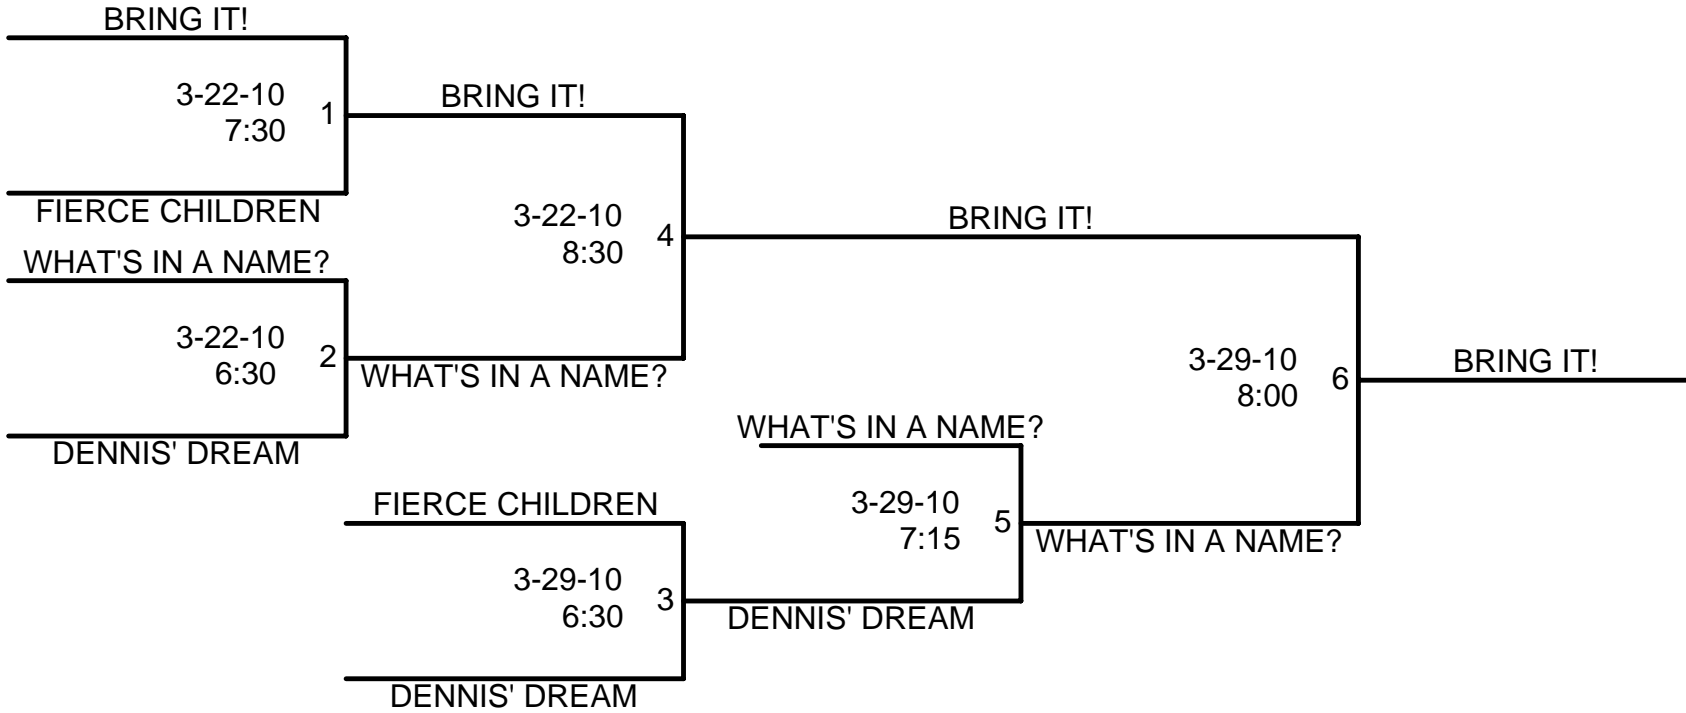 BRING IT!
3-22-10
7:30
1
FIERCE CHILDREN
BRING IT!
WHAT'S IN A NAME?
3-22-10
6:30
2
DENNIS' DREAM
3-22-10
8:30
4
WHAT'S IN A NAME?
BRING IT!
FIERCE CHILDREN
3-29-10
6:30
3
DENNIS' DREAM
WHAT'S IN A NAME?
3-29-10
7:15
5
DENNIS' DREAM
3-29-10
8:00
6
WHAT'S IN A NAME?
BRING IT!